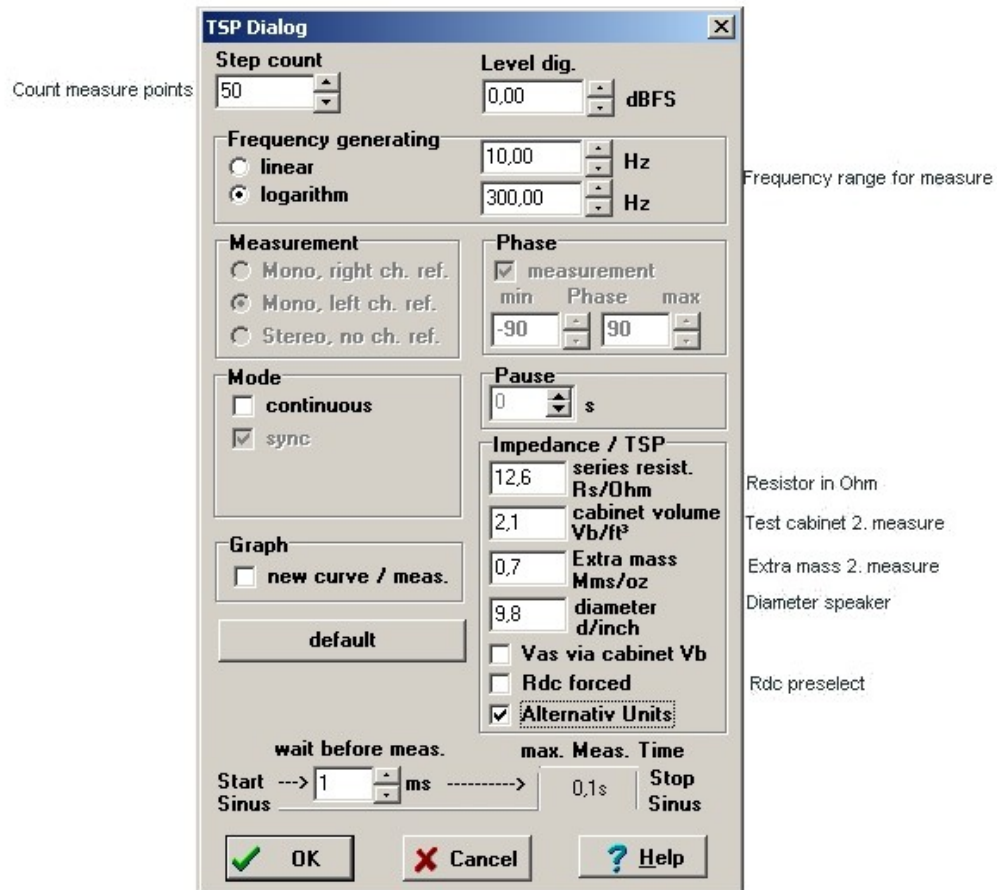 TSP Dialog
Step count
Level dig.
Count measure points
50
0,00
dBFS
Frequency generating
linear
10,00
Hz
logarithm
300,00
Hz
Frequency range for measure
Measurement
Mono, right ch. ref.
Mono, left ch. ref.
Stereo, no ch. ref.
Phase
measurement
min Phase max
-90
90
Mode
continuous
sync
Pause
0
s
Impedance / TSP
12,6
series resist.
Rs/Ohm
Resistor in Ohm
2,1
cabinet volume
Vb/ft³
Test cabinet 2. measure
0,7
Extra mass
Mms/oz
Extra mass 2. measure
9,8
diameter
d/inch
Diameter speaker
Graph
new curve / meas.
default
Vas via cabinet Vb
Rdc forced
Rdc preselect
Alternativ Units
wait before meas.
max. Meas. Time
Start --->
Sinus
1
ms ---------->
0,1s
Stop
Sinus
OK
Cancel
? Help